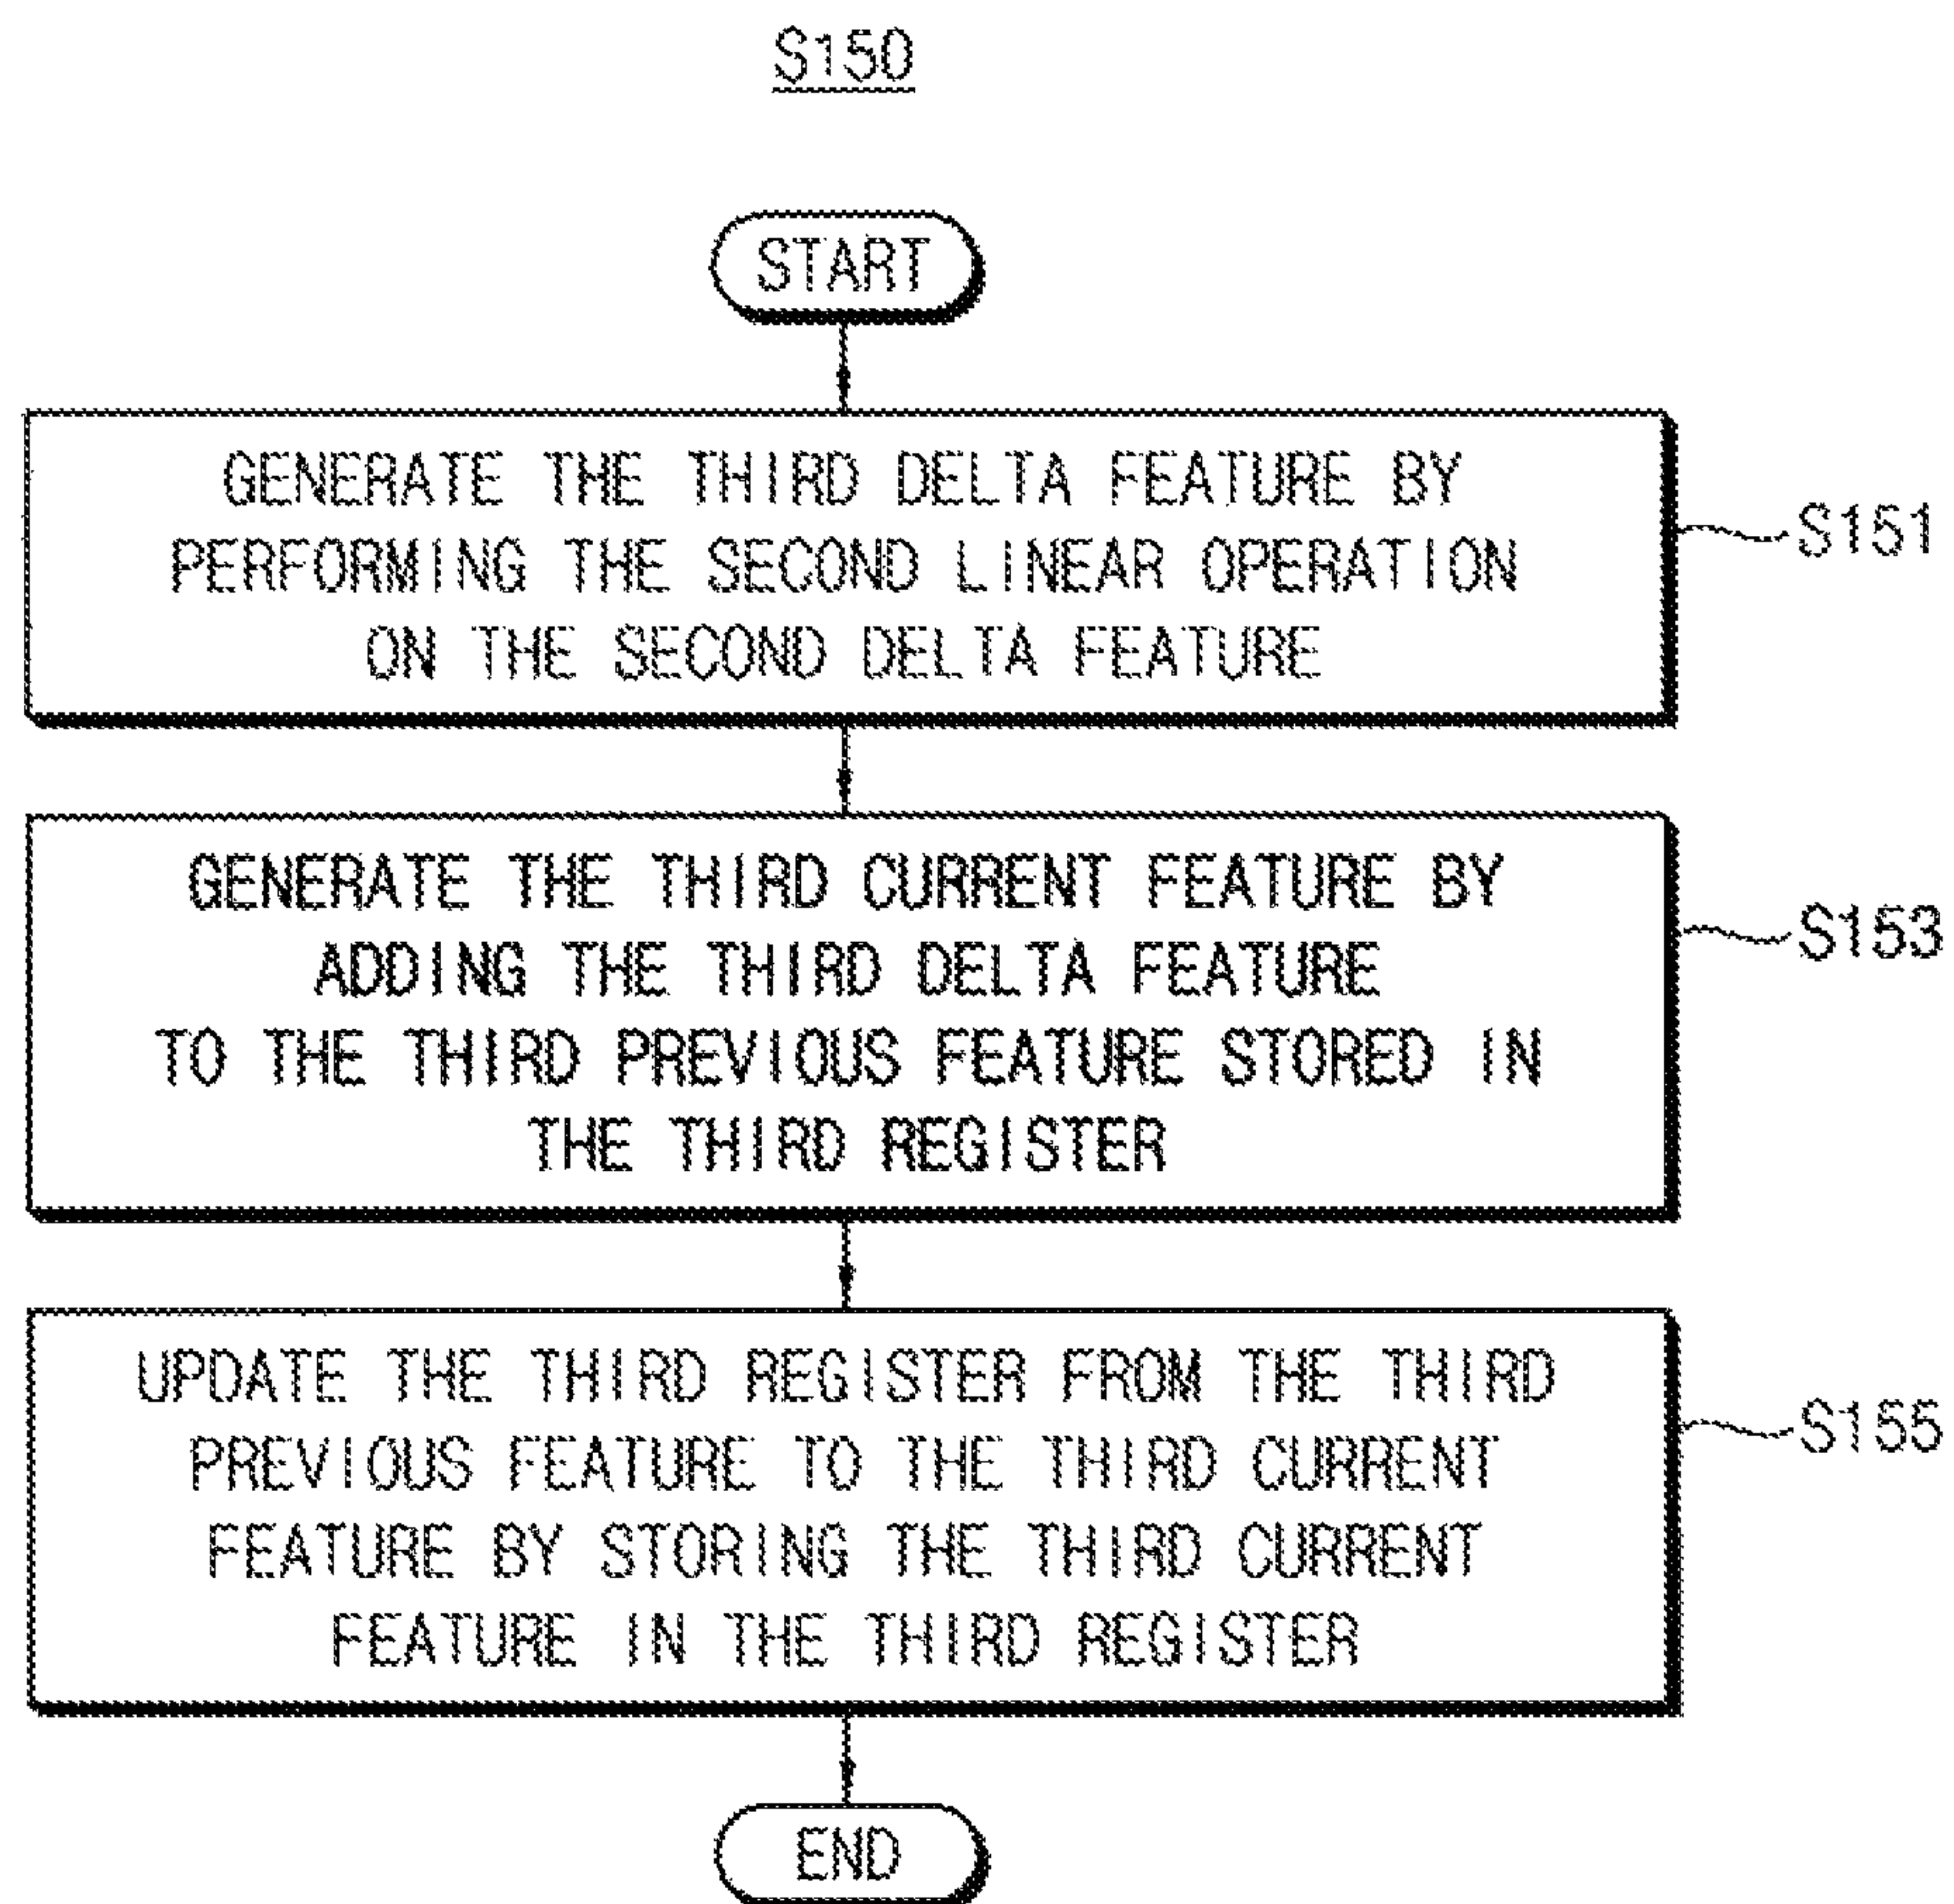 S150
START
GENERATE THE THIRD DELTA FEATURE BY
PERFORMING THE SECOND LINEAR OPERATION
ON THE SECOND DELTA FEATURE
S151
GENERATE THE THIRD CURRENT FEATURE BY
ADDING THE THIRD DELTA FEATURE
TO THE THIRD PREVIOUS FEATURE STORED IN
THE THIRD REGISTER
S153
UPDATE THE THIRD REGISTER FROM THE THIRD
PREVIOUS FEATURE TO THE THIRD CURRENT
FEATURE BY STORING THE THIRD CURRENT
FEATURE IN THE THIRD REGISTER
S155
END